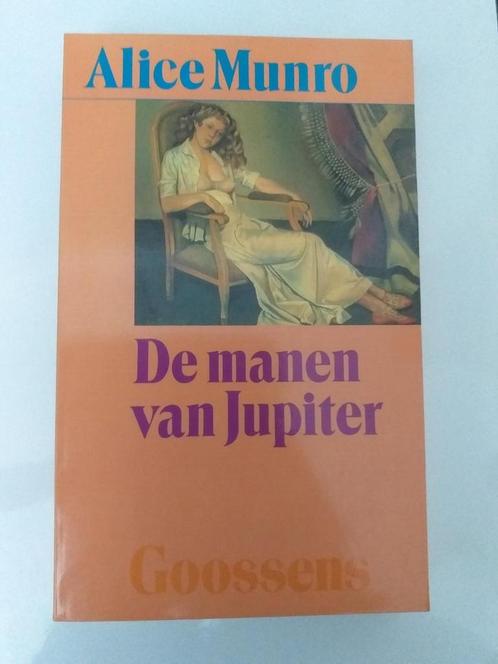 Alice Munro
De manen
van Jupiter
Goossens